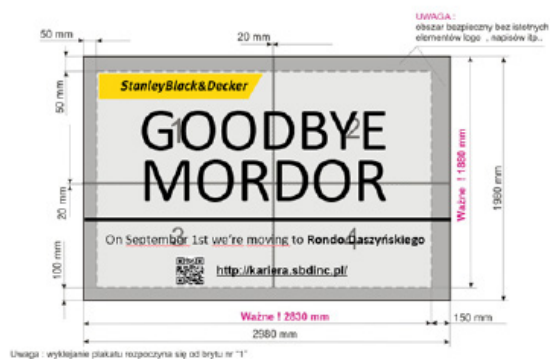 UWAGA :
obszar bezpieczny bez istotnych
elementów logo , napisów itp..
50 mm
20 mm
50 mm
StanleyBlack&Decker
1
2
GOODBYE
MORDOR
20 mm
Ważne ! 1880 mm
1980 mm
3
4
On September 1st we're moving to Rondo Daszyńskiego
100 mm
http://kariera.sbdinc.pl/
Ważne ! 2830 mm
150 mm
2980 mm
Uwaga : wyklejanie plakatu rozpoczyna się od brytu nr "1"